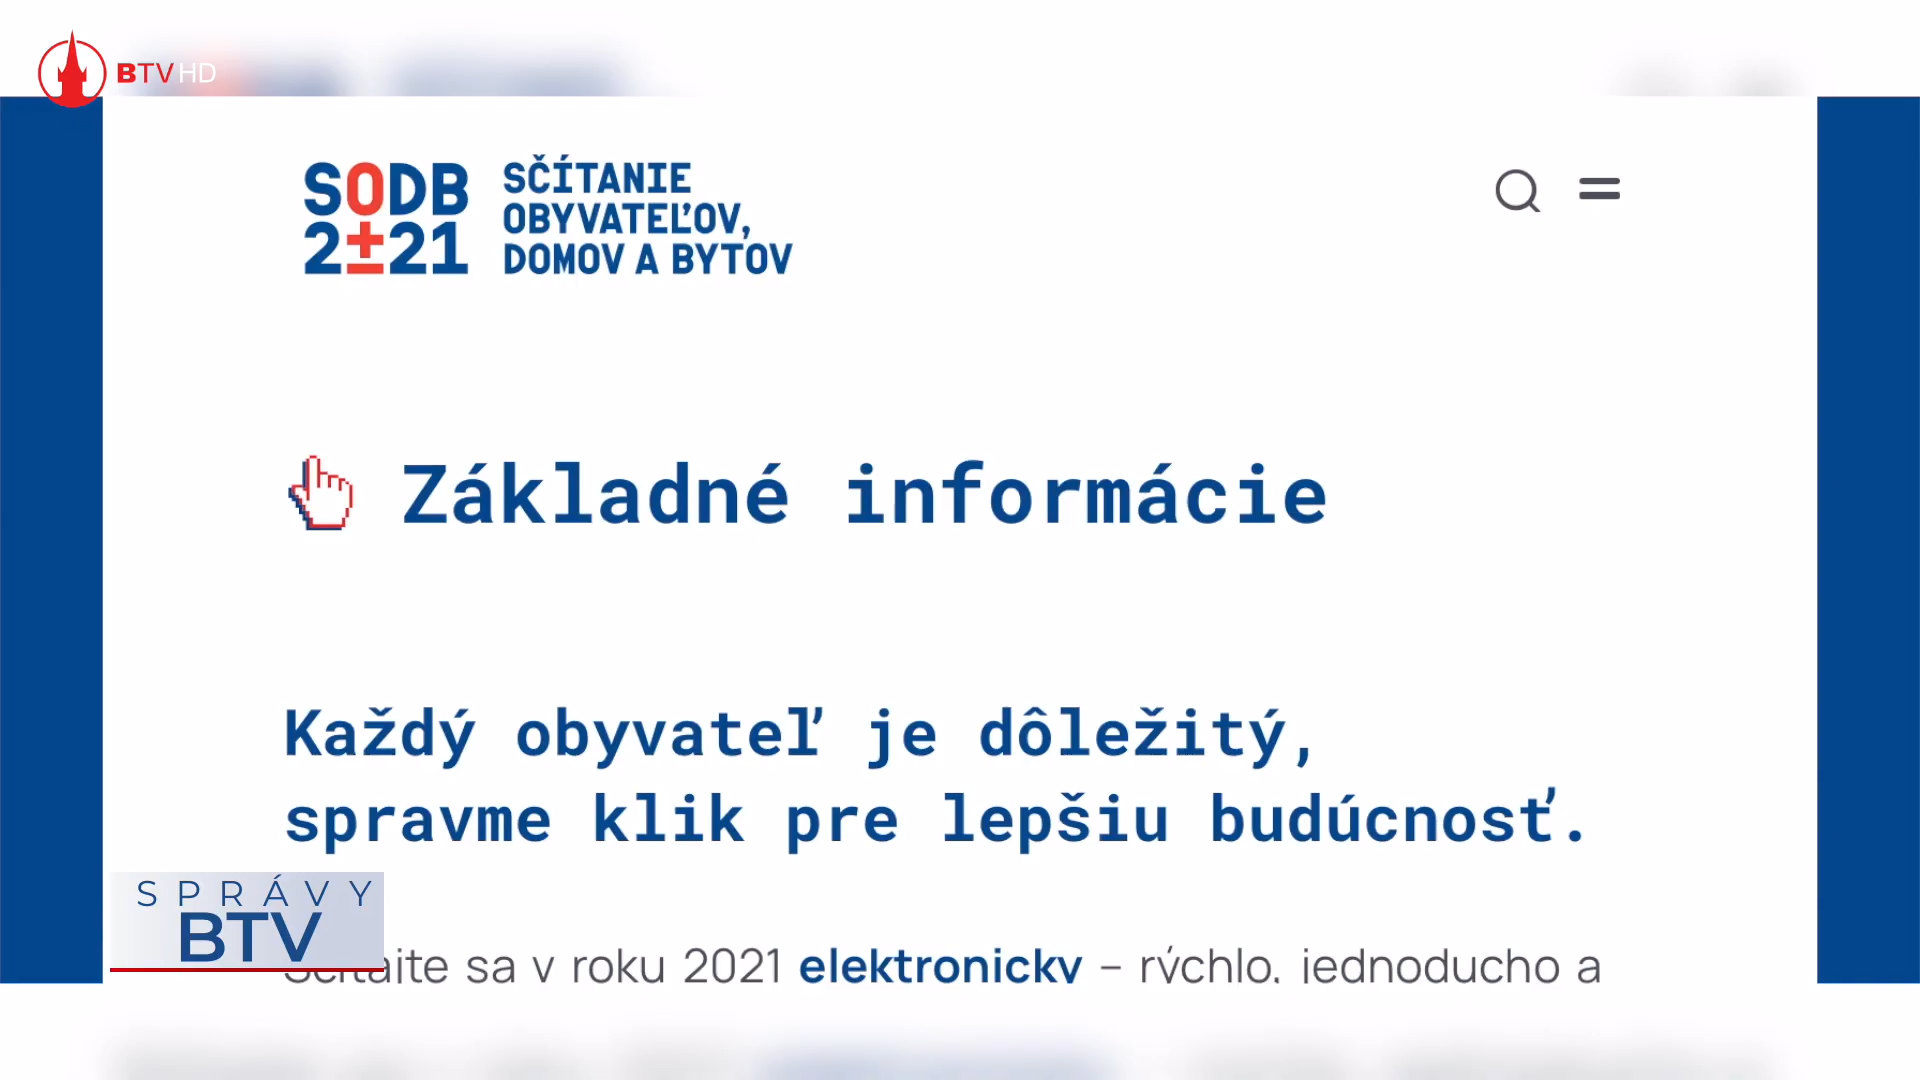 BTV HD
SODB
2±21
SČÍTANIE
OBYVATEĽOV,
DOMOV A BYTOV
Základné informácie
Každý obyvateľ je dôležitý,
spravme klik pre lepšiu budúcnosť.
SPRÁVY
BTV
sa v roku 2021 elektronicky – rýchlo, jednoducho a